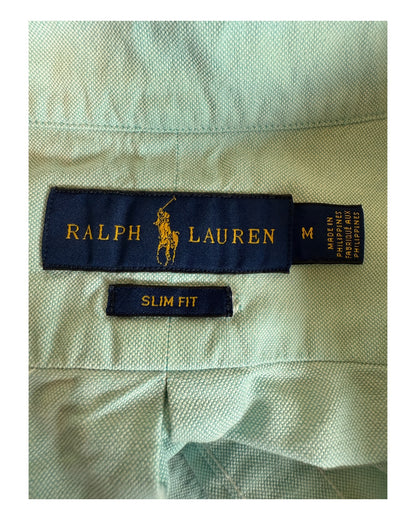 RALPH LAUREN
M
MADE IN
PHILIPPINES
FABRIQUÉ AUX
PHILIPPINES
SLIM FIT